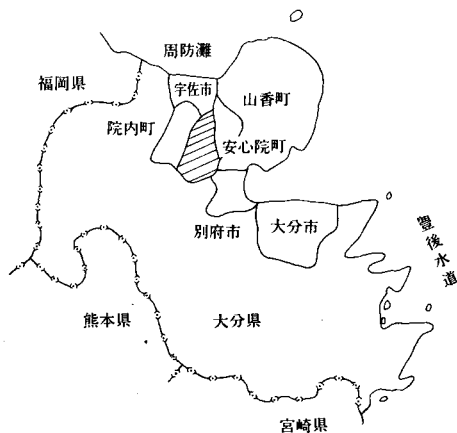 周防灘
福岡県
宇佐市
山香町
院内町
安心院町
別府市
大分市
豊後水道
熊本県
大分県
宮崎県